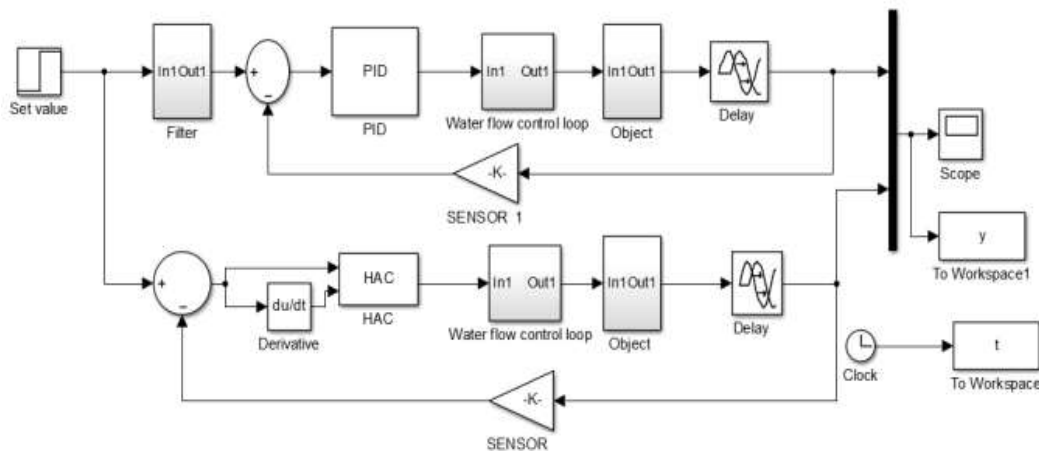 Set value
In1Out1
Filter
+
−
PID
PID
In1 Out1
Water flow control loop
In1Out1
Object
Delay
-K-
SENSOR 1
Scope
y
To Workspace1
+
−
du/dt
Derivative
HAC
HAC
In1 Out1
Water flow control loop
In1Out1
Object
Delay
-K-
SENSOR
Clock
t
To Workspace